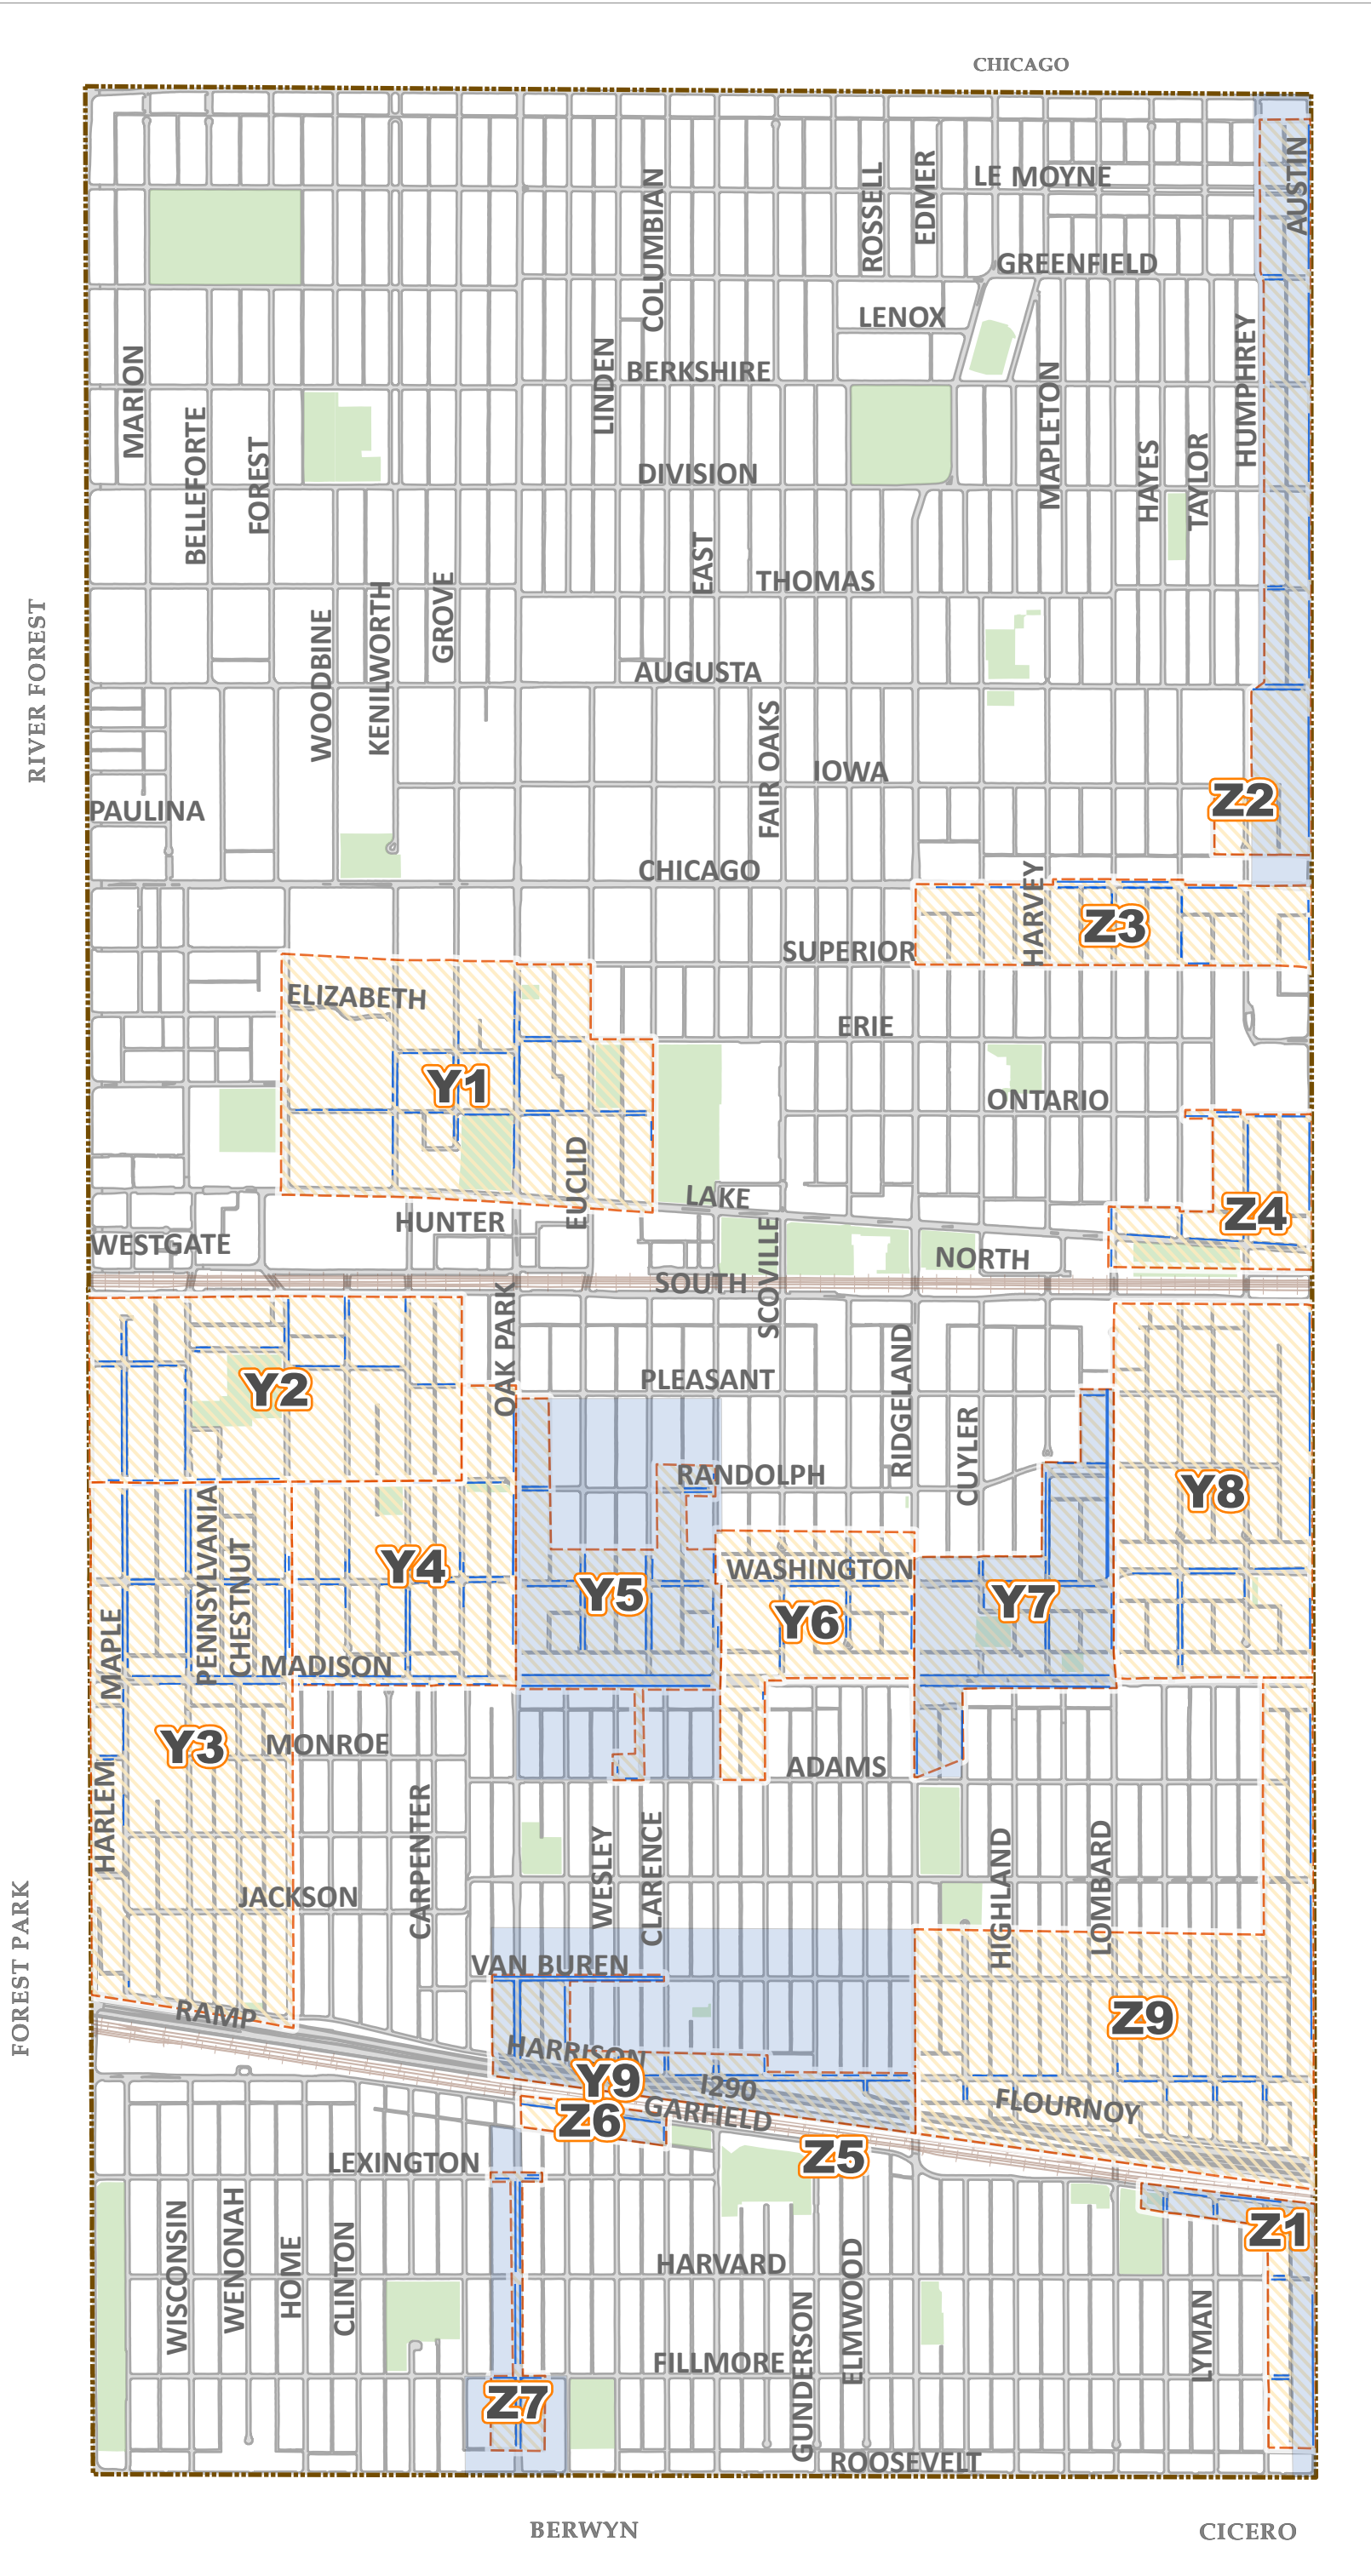 CHICAGO
AUSTIN
LE MOYNE
EDMER
ROSSELL
COLUMBIAN
GREENFIELD
LENOX
HUMPHREY
LINDEN
MARION
BERKSHIRE
MAPLETON
BELLEFORTE
FOREST
DIVISION
HAYES
TAYLOR
EAST
THOMAS
GROVE
KENILWORTH
WOODBINE
RIVER FOREST
AUGUSTA
FAIR OAKS
IOWA
Z2
PAULINA
CHICAGO
HARVEY
Z3
SUPERIOR
ELIZABETH
ERIE
Y1
ONTARIO
EUCLID
LAKE
Z4
HUNTER
WESTGATE
SCOVILLE
NORTH
SOUTH
OAK PARK
RIDGELAND
PLEASANT
Y2
CUYLER
RANDOLPH
Y8
PENNSYLVANIA
CHESTNUT
Y4
WASHINGTON
Y5
Y7
Y6
MAPLE
MADISON
Y3
MONROE
ADAMS
HARLEM
CARPENTER
WESLEY
CLARENCE
HIGHLAND
LOMBARD
JACKSON
FOREST PARK
VAN BUREN
RAMP
Z9
HARRISON
Y9
I290
GARFIELD
FLOURNOY
Z6
Z5
LEXINGTON
Z1
WISCONSIN
WENONAH
HOME
CLINTON
HARVARD
GUNDERSON
ELMWOOD
LYMAN
FILLMORE
Z7
ROOSEVELT
BERWYN
CICERO